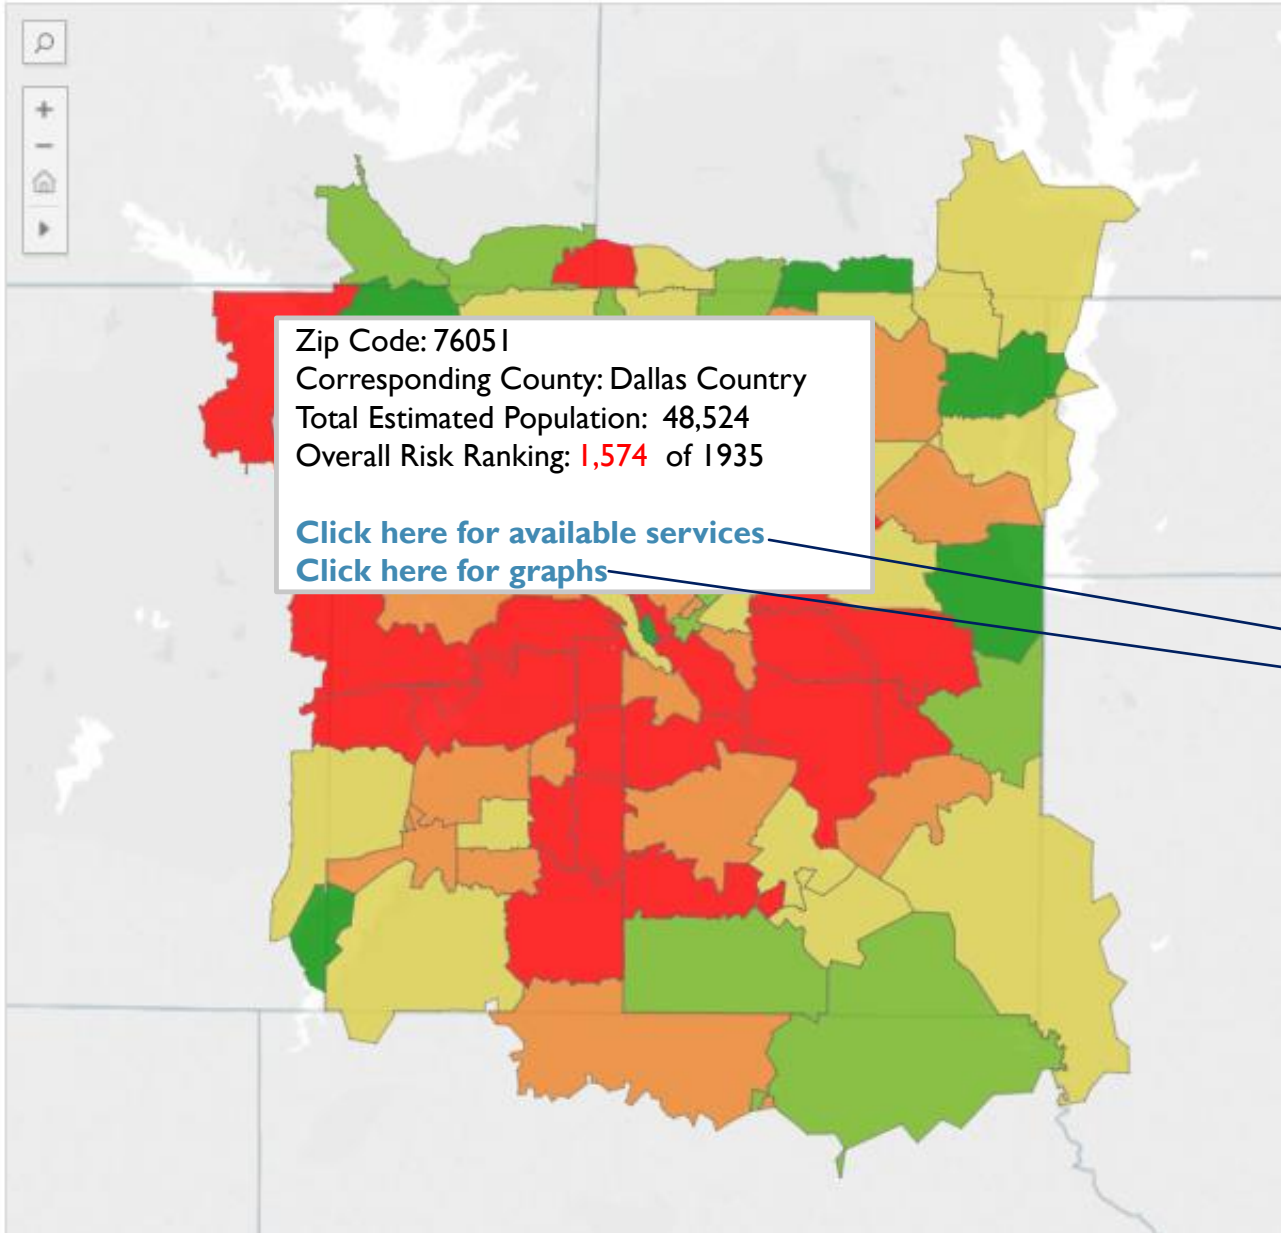 Zip Code: 76051
Corresponding County: Dallas Country
Total Estimated Population: 48,524
Overall Risk Ranking: 1,574 of 1935
Click here for available services
Click here for graphs